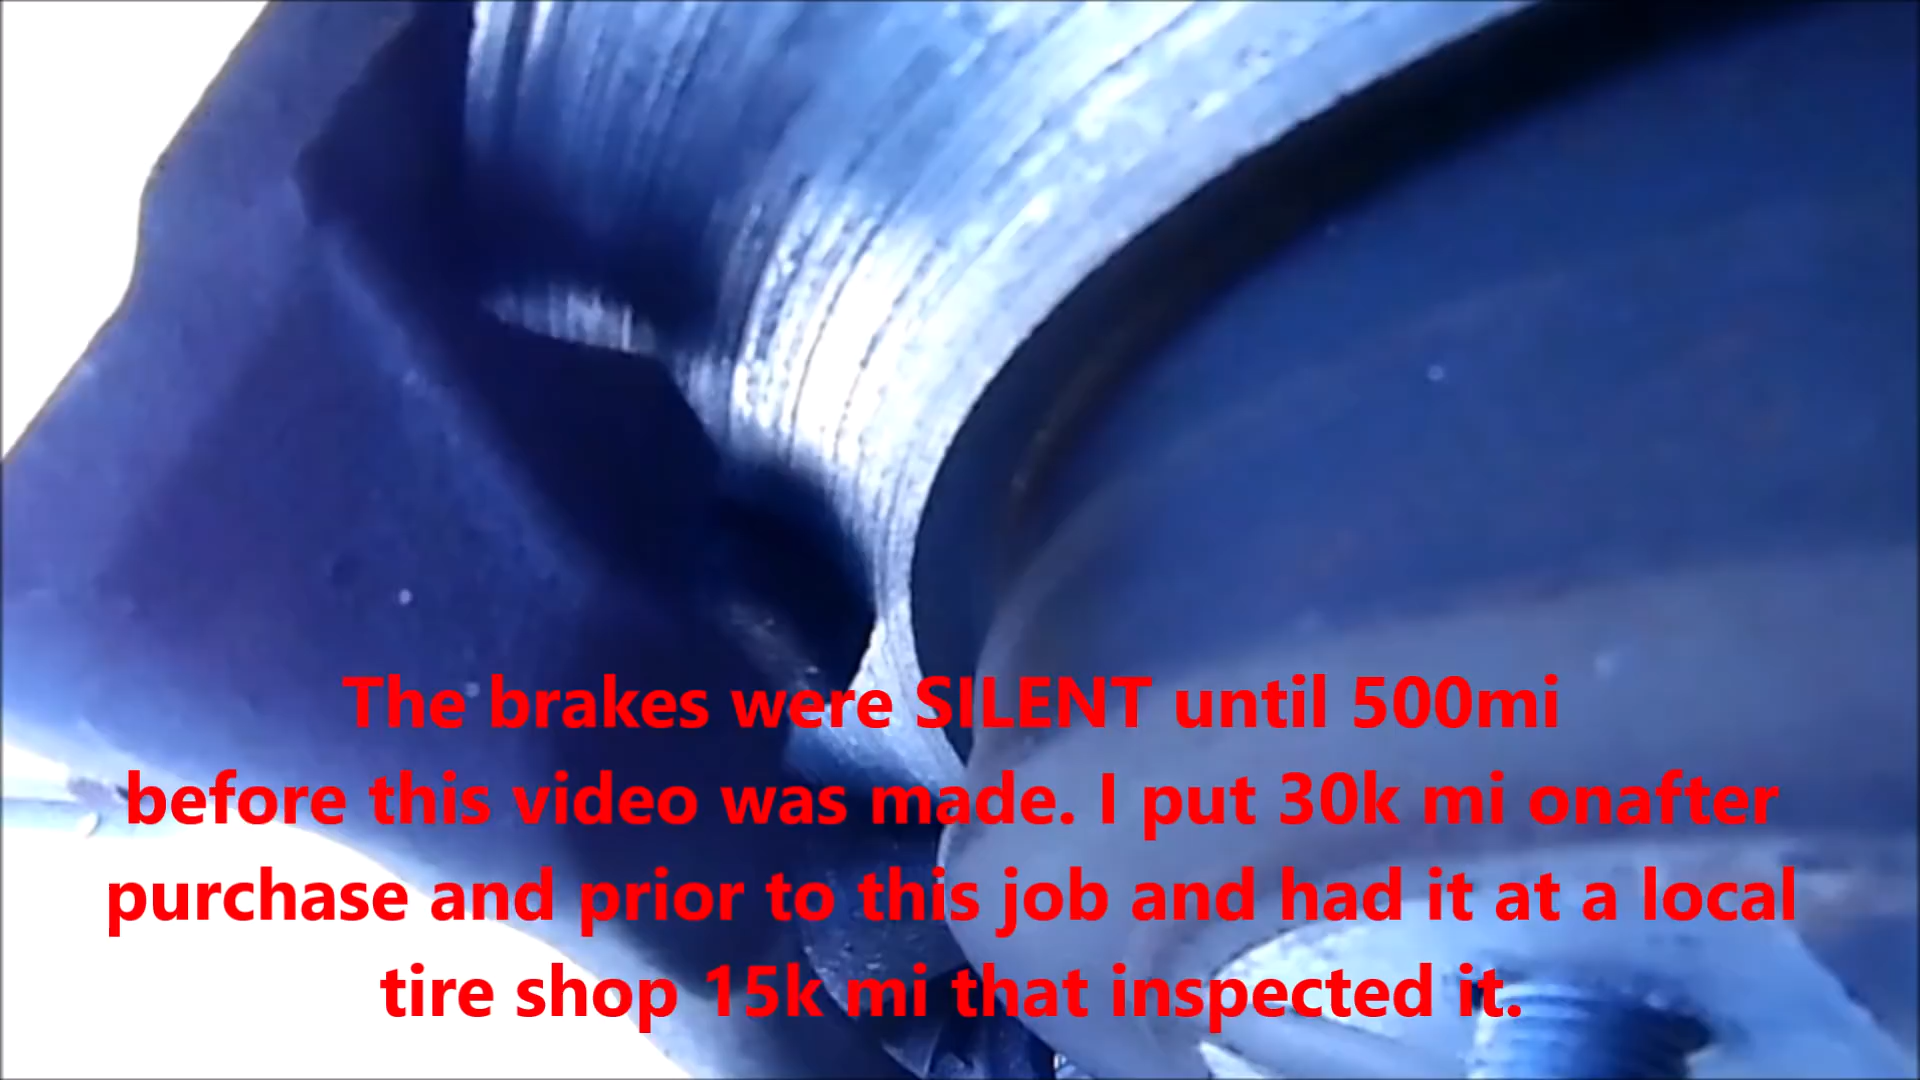 The brakes were SILENT until 500mi
before this video was made. I put 30k mi onafter
purchase and prior to this job and had it at a local
tire shop 15k mi that inspected it.